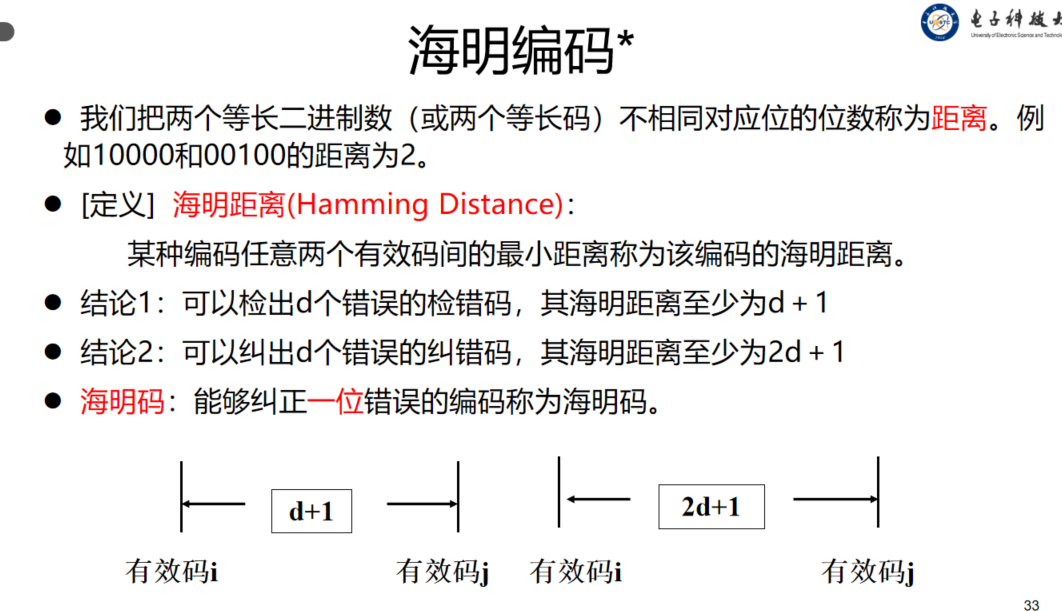 电子科技大
University of Electronic Science and Technolo
海明编码*
● 我们把两个等长二进制数（或两个等长码）不相同对应位的位数称为距离。例
如10000和00100的距离为2。
● [定义] 海明距离(Hamming Distance)：
某种编码任意两个有效码间的最小距离称为该编码的海明距离。
● 结论1：可以检出d个错误的检错码，其海明距离至少为d＋1
● 结论2：可以纠出d个错误的纠错码，其海明距离至少为2d＋1
● 海明码：能够纠正一位错误的编码称为海明码。
d+1 2d+1
有效码i 有效码j 有效码i 有效码j
33